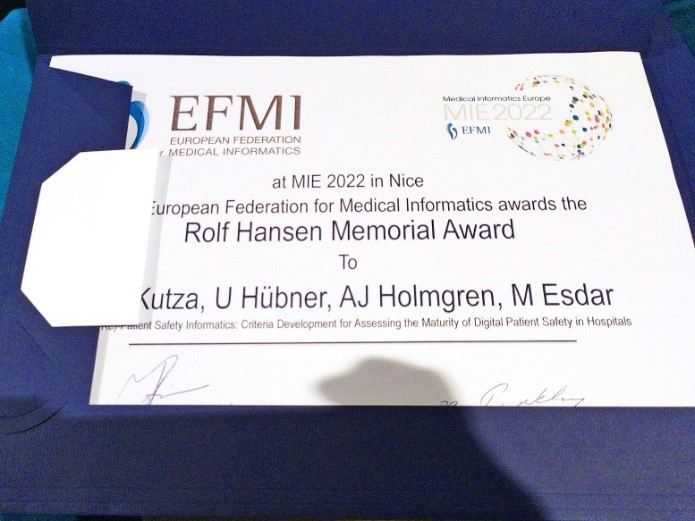 EFMI
EUROPEAN FEDERATION
MEDICAL INFORMATICS
Medical Informatics Europe
MIE2022
EFMI
at MIE 2022 in Nice
European Federation for Medical Informatics awards the
Rolf Hansen Memorial Award
To
Kutza, U Hübner, AJ Holmgren, M Esdar
Patient Safety Informatics: Criteria Development for Assessing the Maturity of Digital Patient Safety in Hospitals